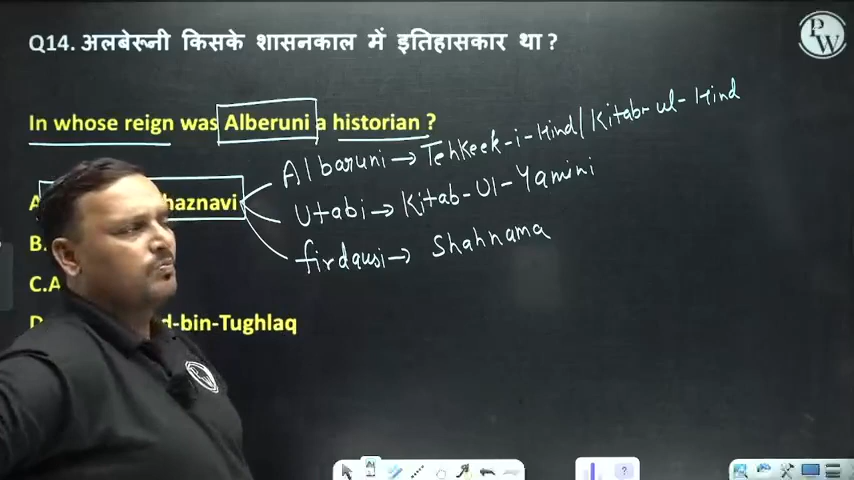 Q14. अलबेरूनी किसके शासनकाल में इतिहासकार था ?
PW
In whose reign was Alberuni a historian ?
Albaruni → Tehkeek-i-Hind/Kitab-ul-Hind
haznavi
Utabi → Kitab-Ul-Yamini
B.
firdausi → Shahnama
C.A
d-bin-Tughlaq